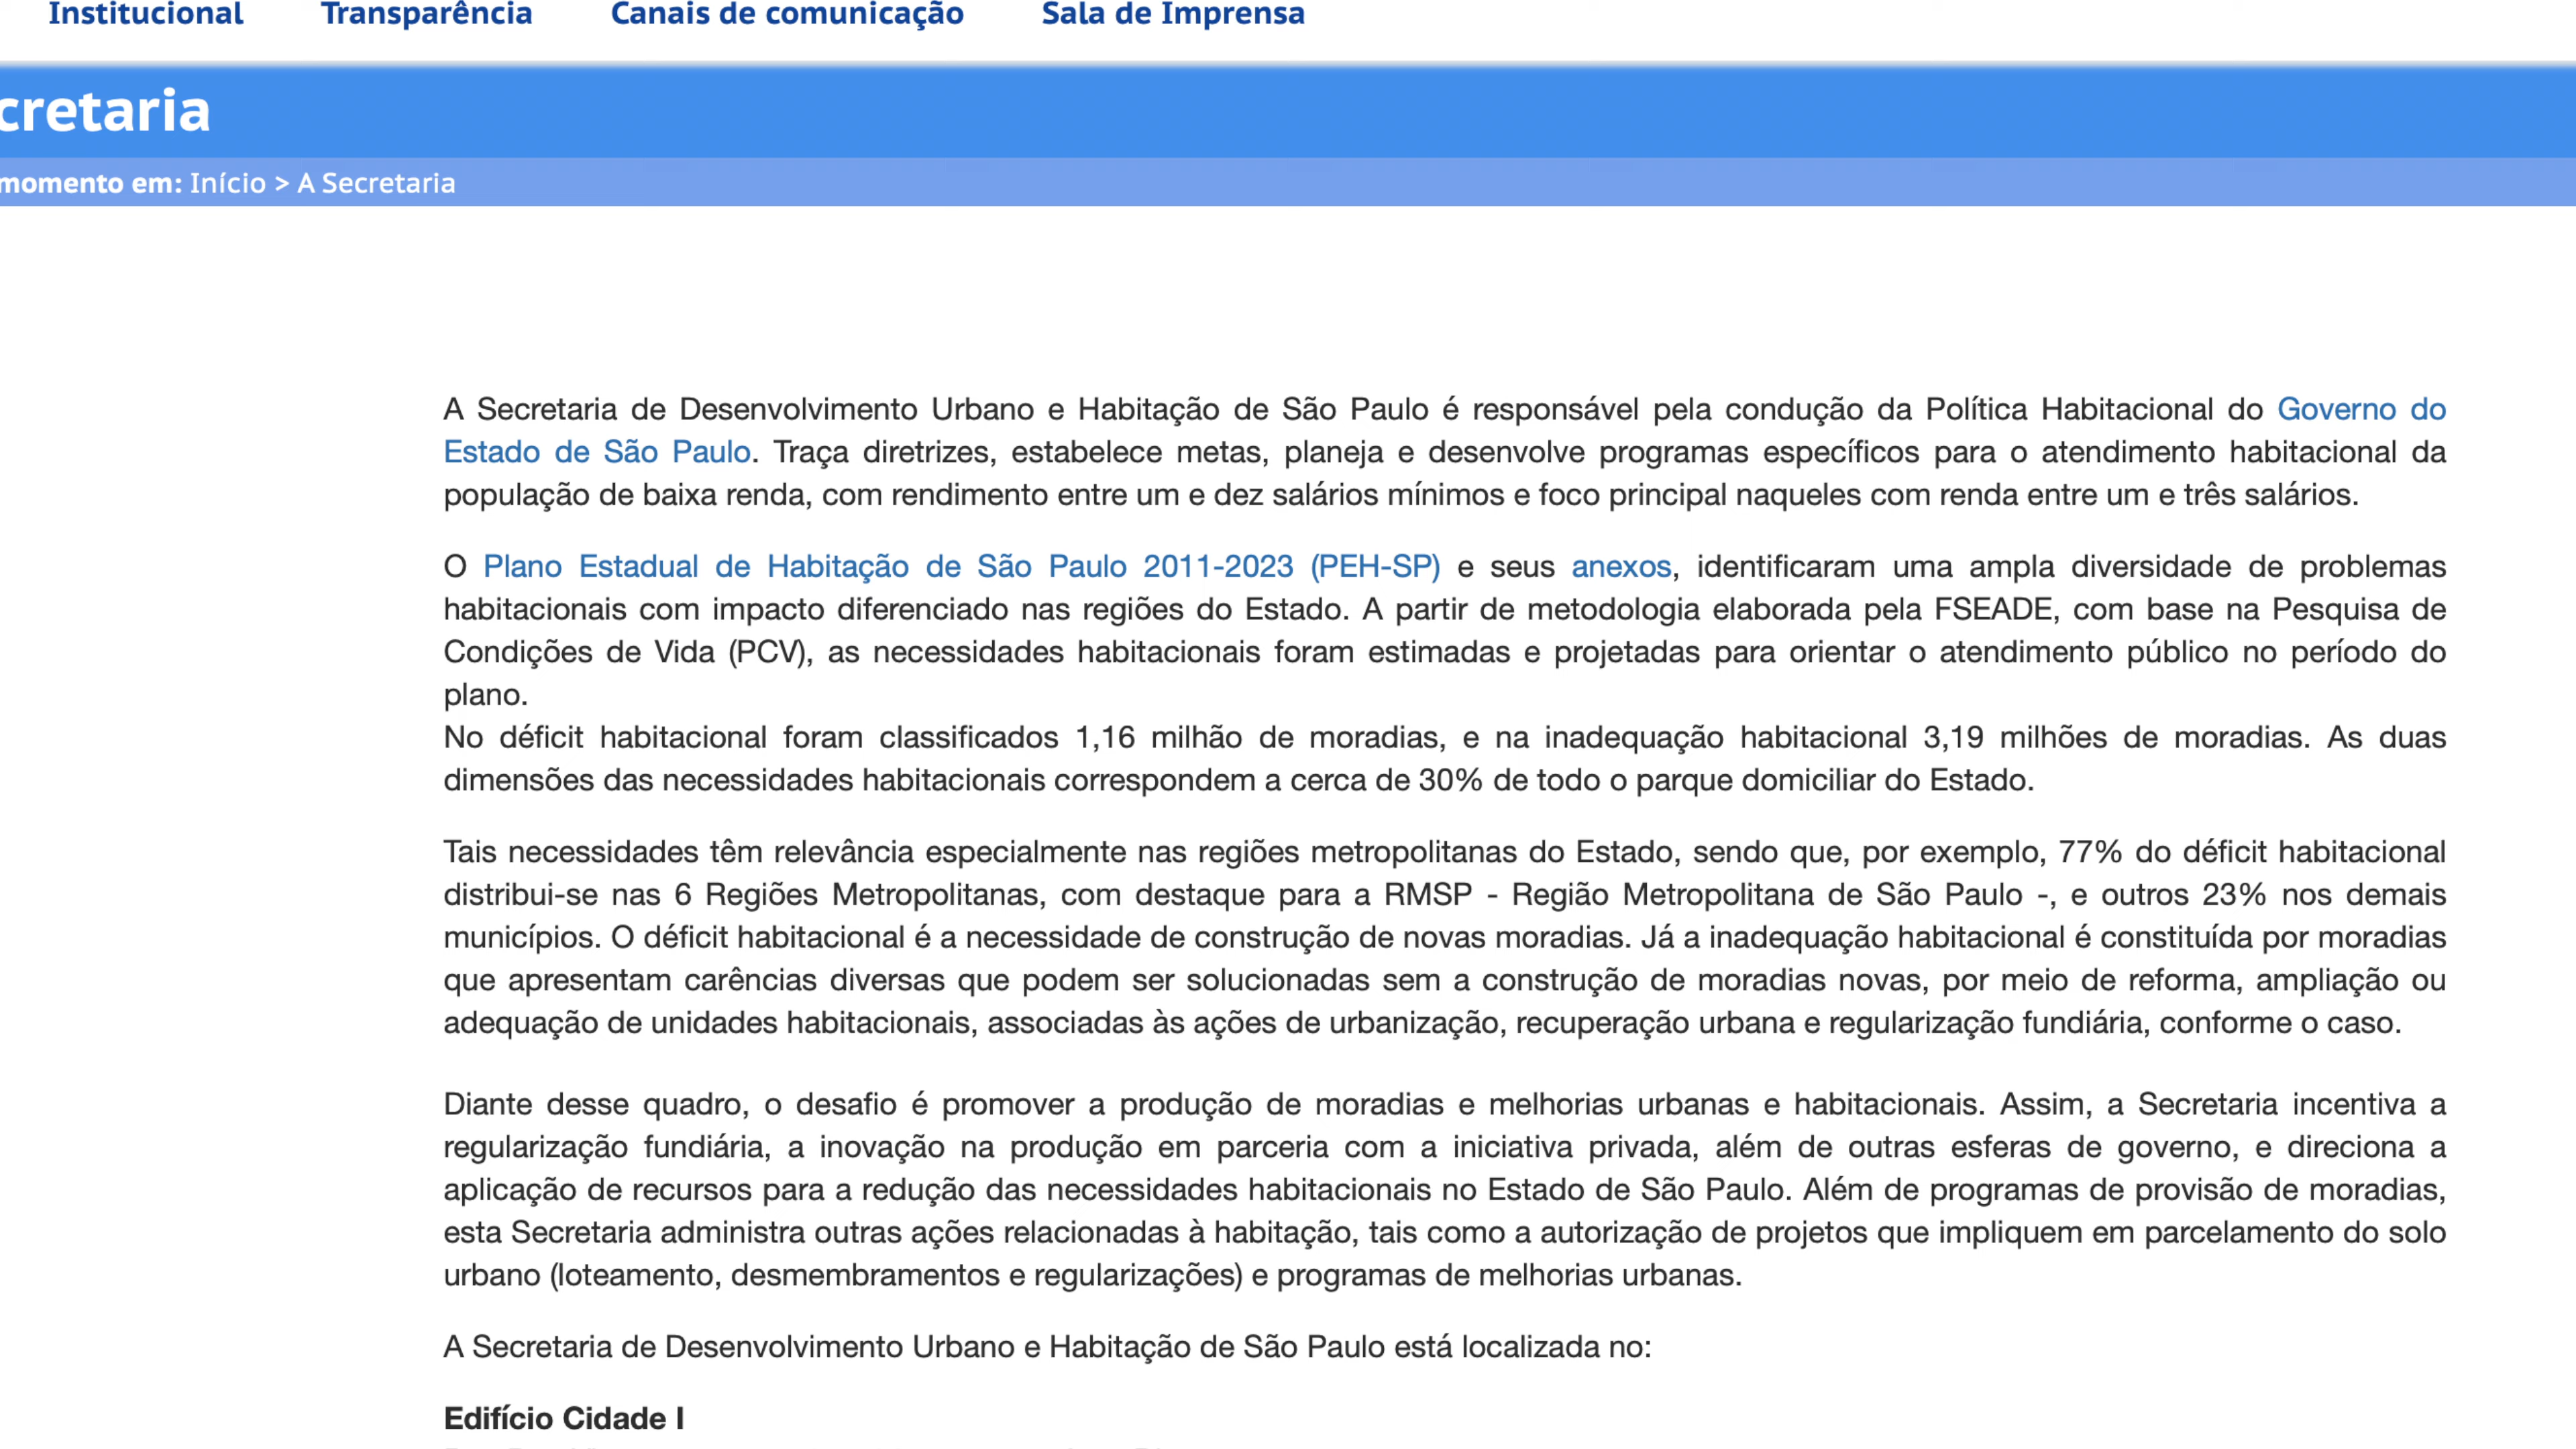 Institucional Transparência Canais de comunicação Sala de Imprensa
cretaria
momento em: Início > A Secretaria
A Secretaria de Desenvolvimento Urbano e Habitação de São Paulo é responsável pela condução da Política Habitacional do Governo do
Estado de São Paulo. Traça diretrizes, estabelece metas, planeja e desenvolve programas específicos para o atendimento habitacional da
população de baixa renda, com rendimento entre um e dez salários mínimos e foco principal naqueles com renda entre um e três salários.
O Plano Estadual de Habitação de São Paulo 2011-2023 (PEH-SP) e seus anexos, identificaram uma ampla diversidade de problemas
habitacionais com impacto diferenciado nas regiões do Estado. A partir de metodologia elaborada pela FSEADE, com base na Pesquisa de
Condições de Vida (PCV), as necessidades habitacionais foram estimadas e projetadas para orientar o atendimento público no período do
plano.
No déficit habitacional foram classificados 1,16 milhão de moradias, e na inadequação habitacional 3,19 milhões de moradias. As duas
dimensões das necessidades habitacionais correspondem a cerca de 30% de todo o parque domiciliar do Estado.
Tais necessidades têm relevância especialmente nas regiões metropolitanas do Estado, sendo que, por exemplo, 77% do déficit habitacional
distribui-se nas 6 Regiões Metropolitanas, com destaque para a RMSP - Região Metropolitana de São Paulo -, e outros 23% nos demais
municípios. O déficit habitacional é a necessidade de construção de novas moradias. Já a inadequação habitacional é constituída por moradias
que apresentam carências diversas que podem ser solucionadas sem a construção de moradias novas, por meio de reforma, ampliação ou
adequação de unidades habitacionais, associadas às ações de urbanização, recuperação urbana e regularização fundiária, conforme o caso.
Diante desse quadro, o desafio é promover a produção de moradias e melhorias urbanas e habitacionais. Assim, a Secretaria incentiva a
regularização fundiária, a inovação na produção em parceria com a iniciativa privada, além de outras esferas de governo, e direciona a
aplicação de recursos para a redução das necessidades habitacionais no Estado de São Paulo. Além de programas de provisão de moradias,
esta Secretaria administra outras ações relacionadas à habitação, tais como a autorização de projetos que impliquem em parcelamento do solo
urbano (loteamento, desmembramentos e regularizações) e programas de melhorias urbanas.
A Secretaria de Desenvolvimento Urbano e Habitação de São Paulo está localizada no:
Edifício Cidade I